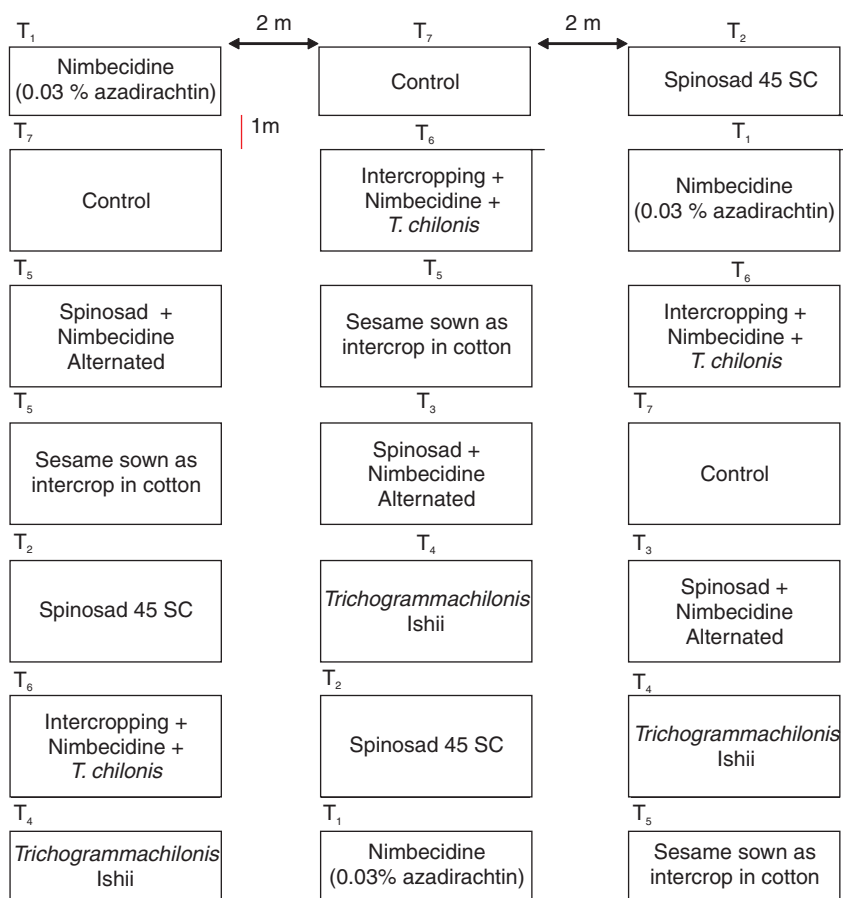 T₁
2 m
T₇
2 m
T₂
Nimbecidine
(0.03 % azadirachtin)
Control
Spinosad 45 SC
T₇
1m
T₆
T₁
Control
Intercropping +
Nimbecidine +
T. chilonis
Nimbecidine
(0.03 % azadirachtin)
T₅
T₅
T₆
Spinosad +
Nimbecidine
Alternated
Sesame sown as
intercrop in cotton
Intercropping +
Nimbecidine +
T. chilonis
T₅
T₃
T₇
Sesame sown as
intercrop in cotton
Spinosad +
Nimbecidine
Alternated
Control
T₂
T₄
T₃
Spinosad 45 SC
Trichogrammachilonis
Ishii
Spinosad +
Nimbecidine
Alternated
T₆
T₂
T₄
Intercropping +
Nimbecidine +
T. chilonis
Spinosad 45 SC
Trichogrammachilonis
Ishii
T₄
T₁
T₅
Trichogrammachilonis
Ishii
Nimbecidine
(0.03% azadirachtin)
Sesame sown as
intercrop in cotton